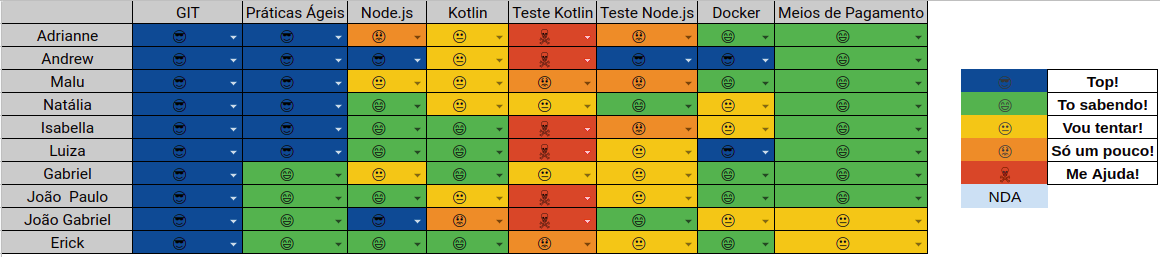 GIT Práticas Ágeis Node.js Kotlin Teste Kotlin Teste Node.js Docker Meios de Pagamento
Adrianne
Andrew
Malu
Natália
Isabella
Luiza
Gabriel
João Paulo
João Gabriel
Erick
Top!
To sabendo!
Vou tentar!
Só um pouco!
Me Ajuda!
NDA